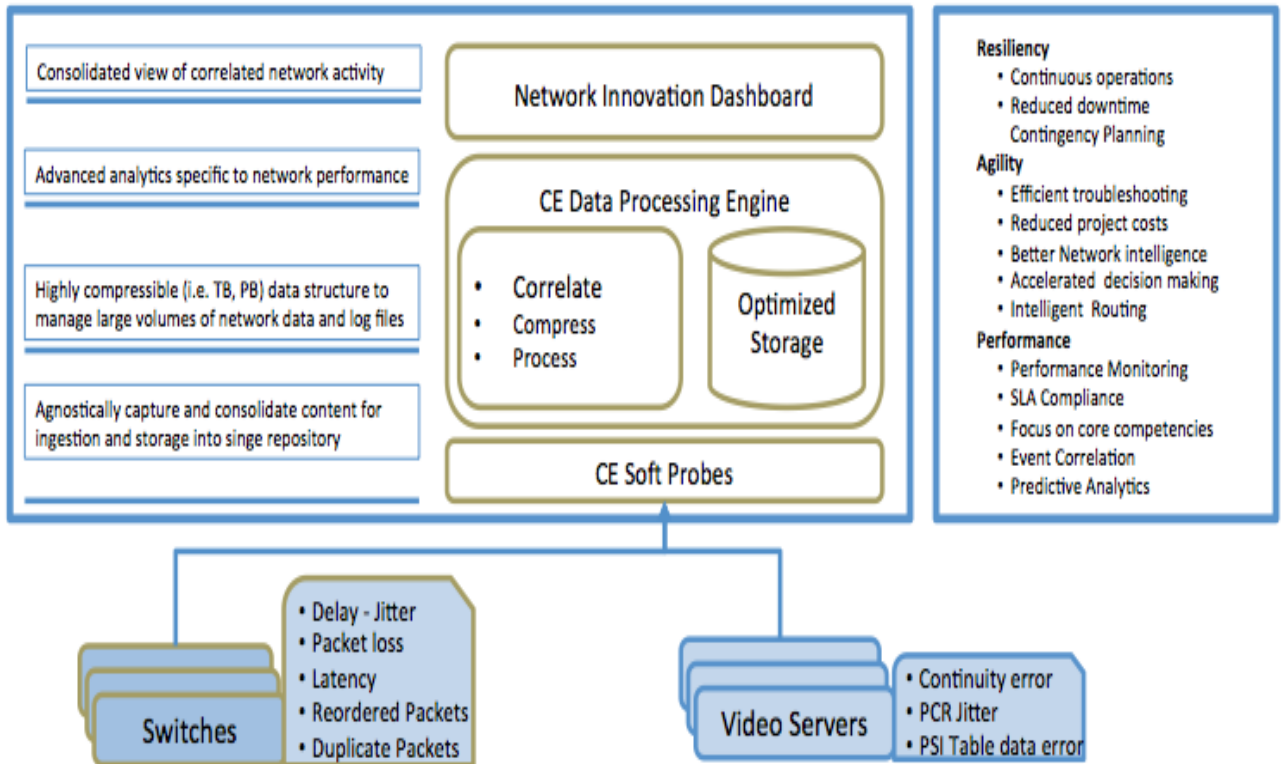 Consolidated view of correlated network activity
Advanced analytics specific to network performance
Highly compressible (i.e. TB, PB) data structure to
manage large volumes of network data and log files
Agnostically capture and consolidate content for
ingestion and storage into singe repository
Network Innovation Dashboard
CE Data Processing Engine
• Correlate
• Compress
• Process
Optimized
Storage
CE Soft Probes
Resiliency
• Continuous operations
• Reduced downtime
Contingency Planning
Agility
• Efficient troubleshooting
• Reduced project costs
• Better Network intelligence
• Accelerated decision making
• Intelligent Routing
Performance
• Performance Monitoring
• SLA Compliance
• Focus on core competencies
• Event Correlation
• Predictive Analytics
Switches
• Delay - Jitter
• Packet loss
• Latency
• Reordered Packets
• Duplicate Packets
Video Servers
• Continuity error
• PCR Jitter
• PSI Table data error